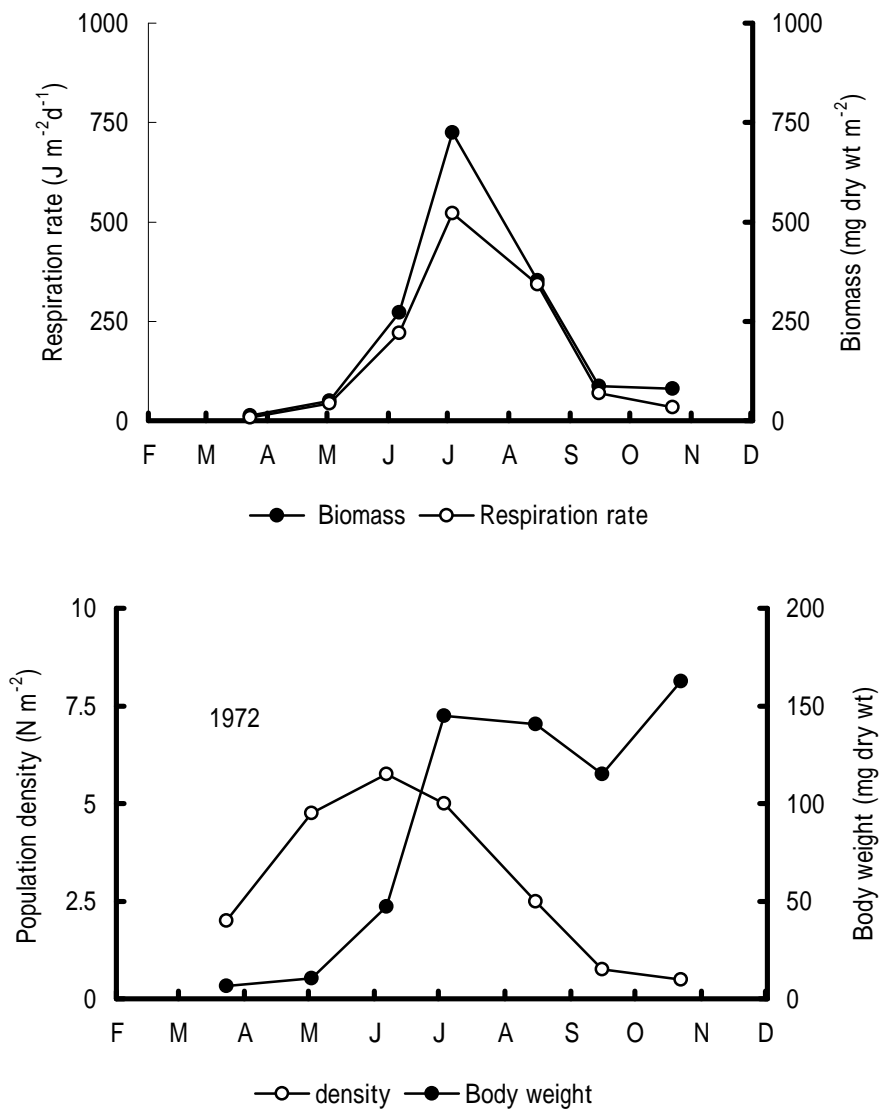 1000
750
500
250
0
Respiration rate (J m⁻²d⁻¹)
1000
750
500
250
0
Biomass (mg dry wt m⁻²)
F M A M J J A S O N D
Biomass Respiration rate
10
7.5
5
2.5
0
Population density (N m⁻²)
1972
200
150
100
50
0
Body weight (mg dry wt)
F M A M J J A S O N D
density Body weight